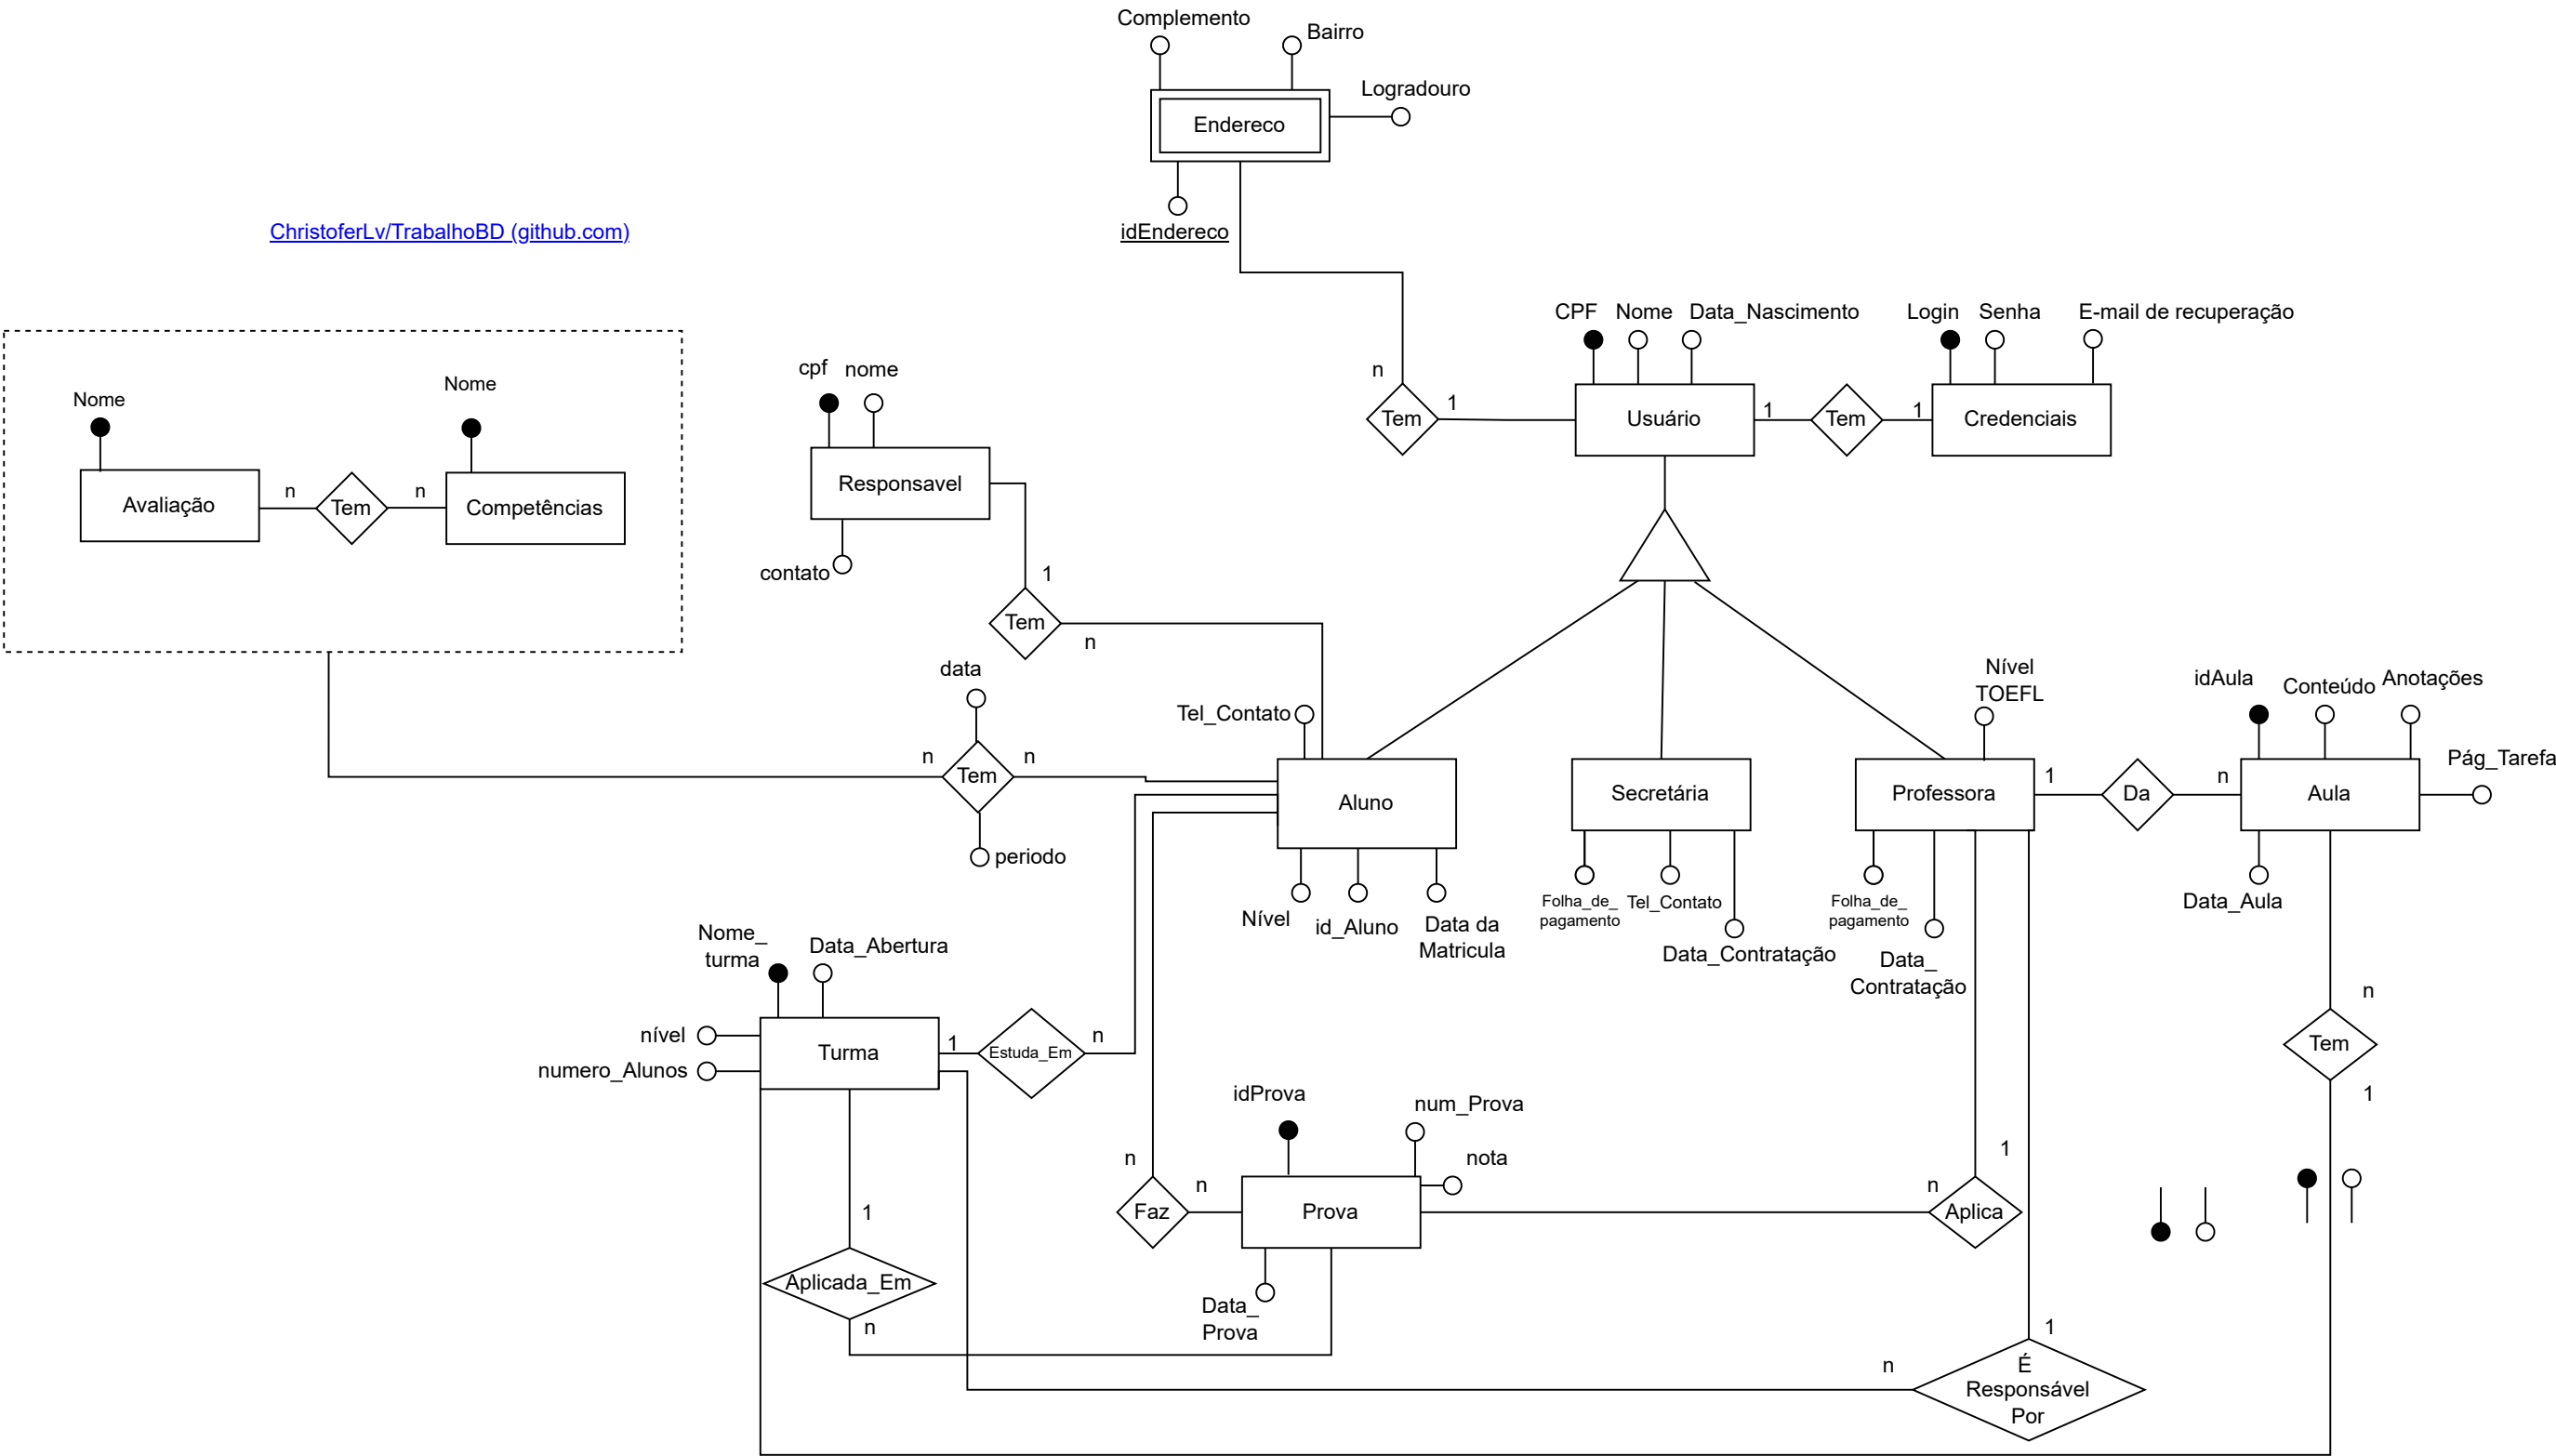 Complemento
Bairro
Logradouro
Endereco
idEndereco
ChristoferLv/TrabalhoBD (github.com)
CPF
Nome
Data_Nascimento
Login
Senha
E-mail de recuperação
n
Tem
1
Usuário
1
Tem
1
Credenciais
Nome
Nome
Avaliação
n
Tem
n
Competências
cpf
nome
Responsavel
contato
1
Tem
n
data
n
Tem
n
periodo
Tel_Contato
Aluno
Nível
id_Aluno
Data da
Matricula
Secretária
Folha_de_
pagamento
Tel_Contato
Data_Contratação
Nível
TOEFL
Professora
Folha_de_
pagamento
Data_
Contratação
1
Da
n
idAula
Conteúdo
Anotações
Pág_Tarefa
Aula
Data_Aula
n
Tem
1
Nome_
turma
Data_Abertura
nível
numero_Alunos
Turma
1
Estuda_Em
n
1
Aplicada_Em
n
n
Faz
n
idProva
num_Prova
nota
Prova
Data_
Prova
1
n
Aplica
1
n
É
Responsável
Por